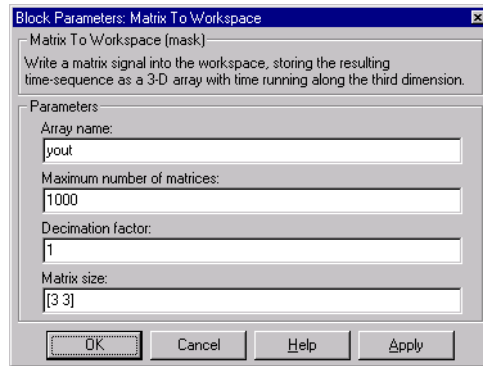 Block Parameters: Matrix To Workspace
Matrix To Workspace (mask)
Write a matrix signal into the workspace, storing the resulting
time-sequence as a 3-D array with time running along the third dimension.
Parameters
Array name:
yout
Maximum number of matrices:
1000
Decimation factor:
1
Matrix size:
[3 3]
OK Cancel Help Apply